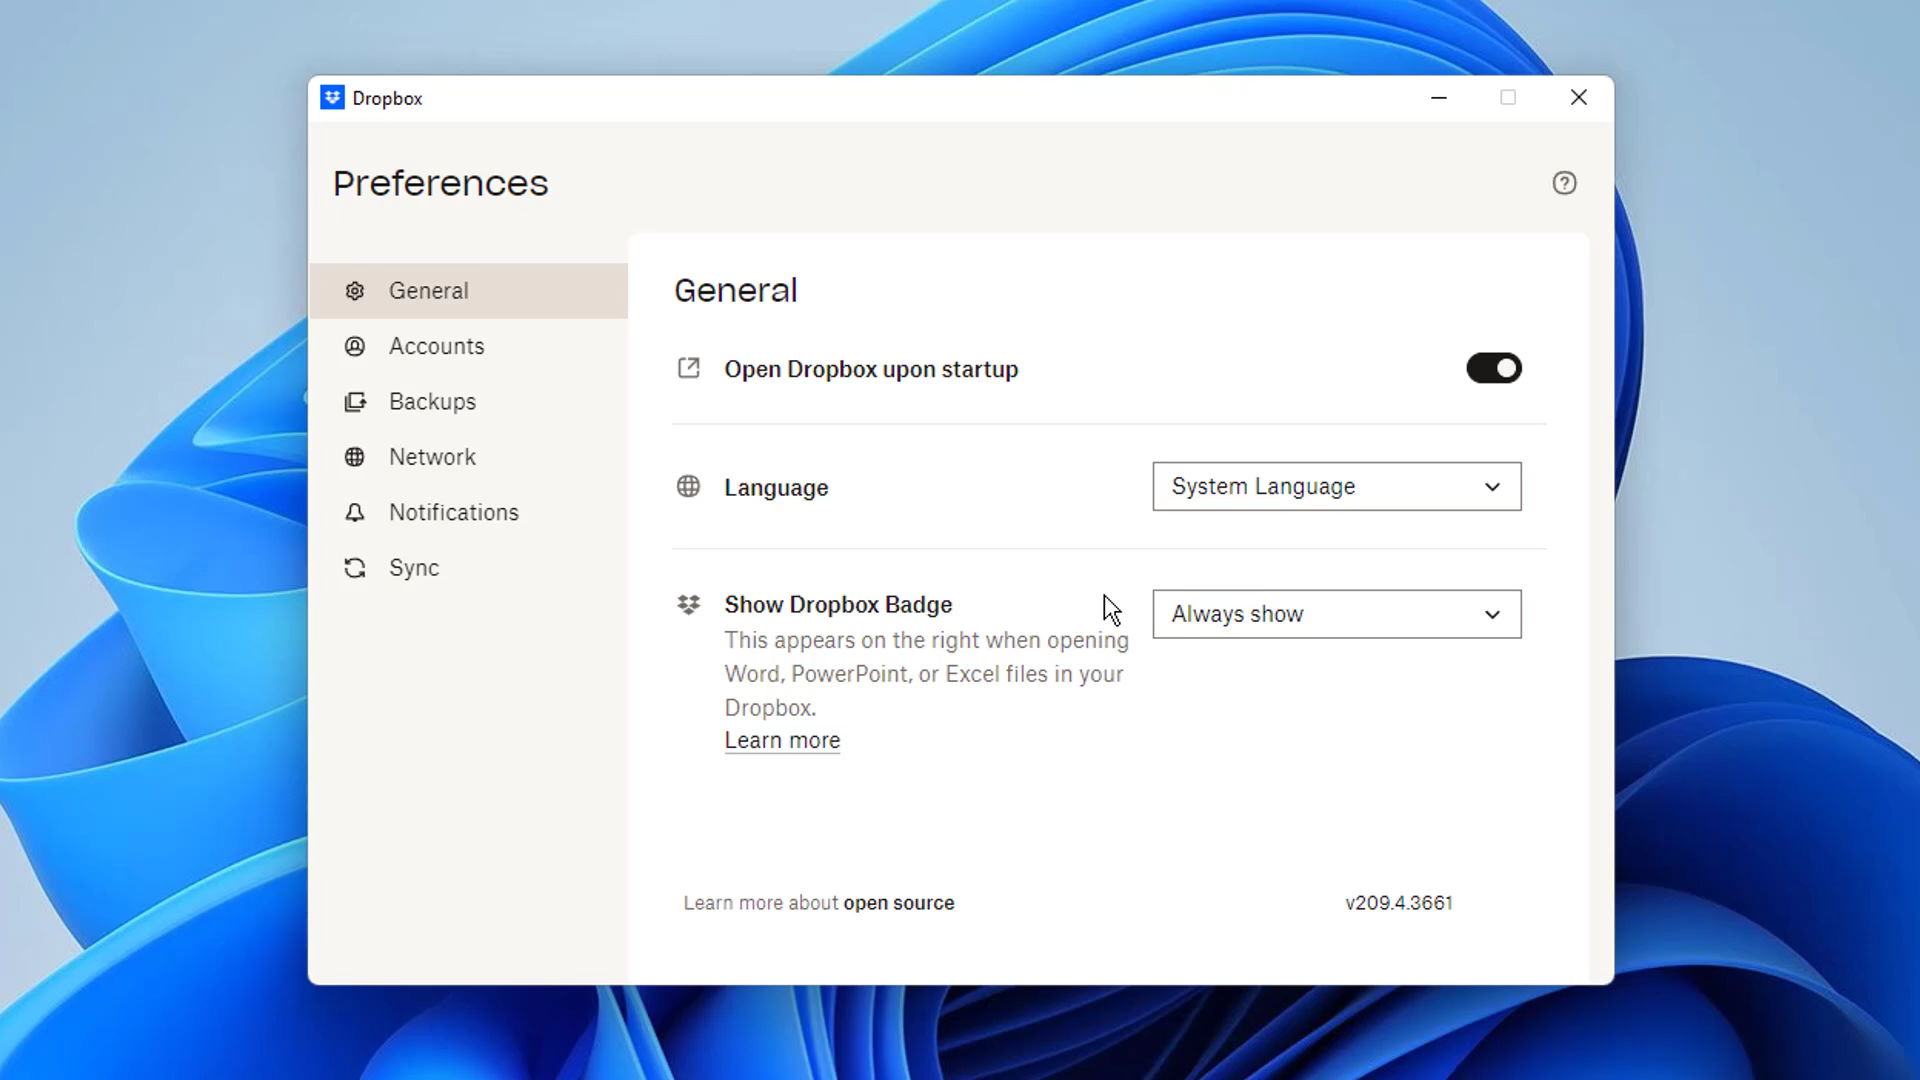 Dropbox
Preferences
General
Accounts
Backups
Network
Notifications
Sync
General
Open Dropbox upon startup
Language
System Language
Show Dropbox Badge
Always show
This appears on the right when opening
Word, PowerPoint, or Excel files in your
Dropbox.
Learn more
Learn more about open source
v209.4.3661